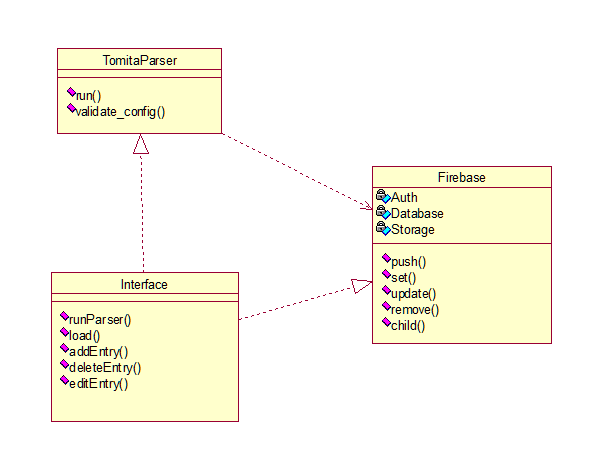 TomitaParser
run()
validate_config()
Firebase
Auth
Database
Storage
push()
set()
update()
remove()
child()
Interface
runParser()
load()
addEntry()
deleteEntry()
editEntry()